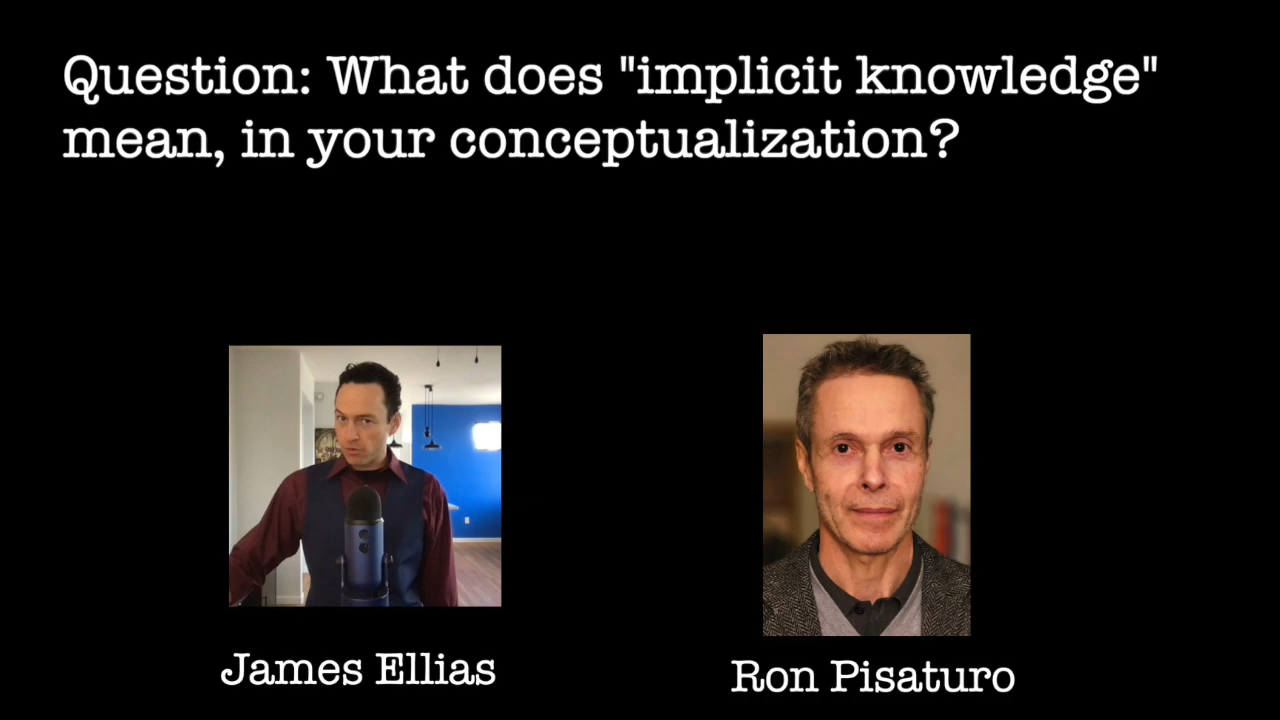 Question: What does "implicit knowledge"
mean, in your conceptualization?
James Ellias
Ron Pisaturo